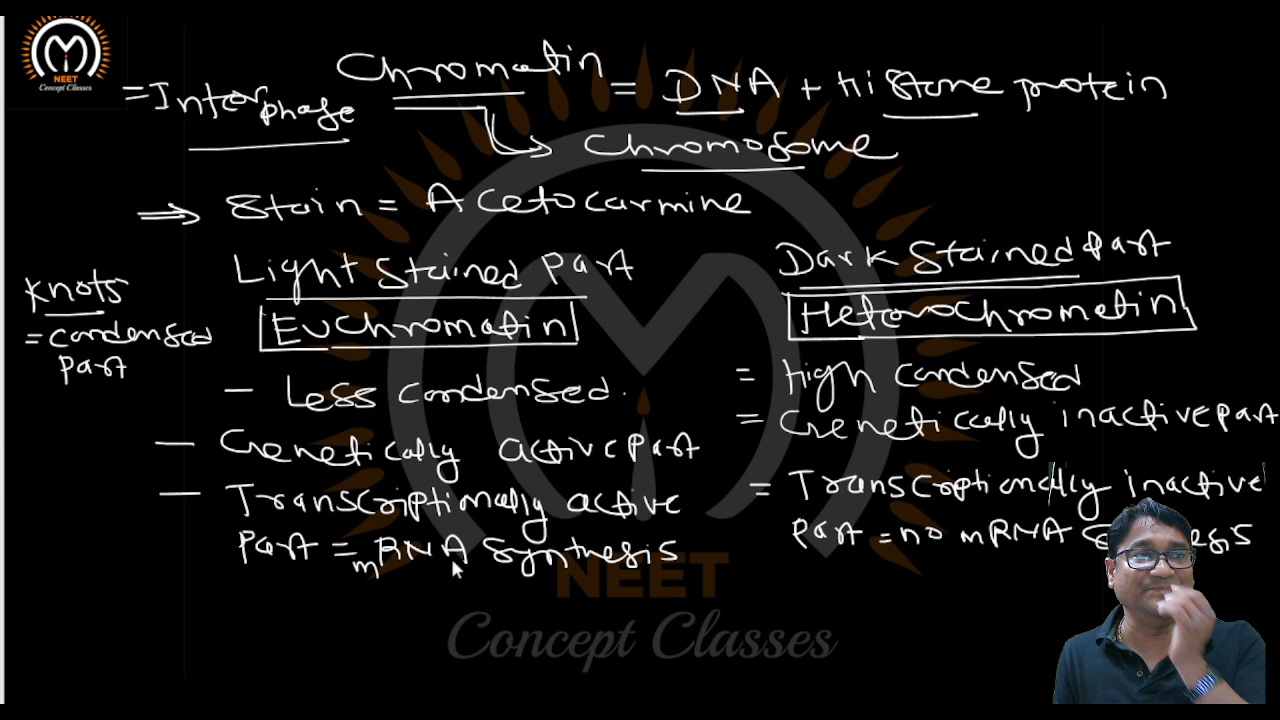 NEET
Concept Classes
= Interphase Chromatin = DNA + Histone protein
Chromosome
⇒ Stain = Acetocarmine
Light stained part
Dark stained part
Knots
= condensed
part
Euchromatin
Heterochromatin
- Less condensed.
= High condensed
- Genetically active part
= Genetically inactive part
- Transcriptionally active
part = mRNA synthesis
= Transcriptionally inactive
part = no mRNA
NEET
Concept Classes